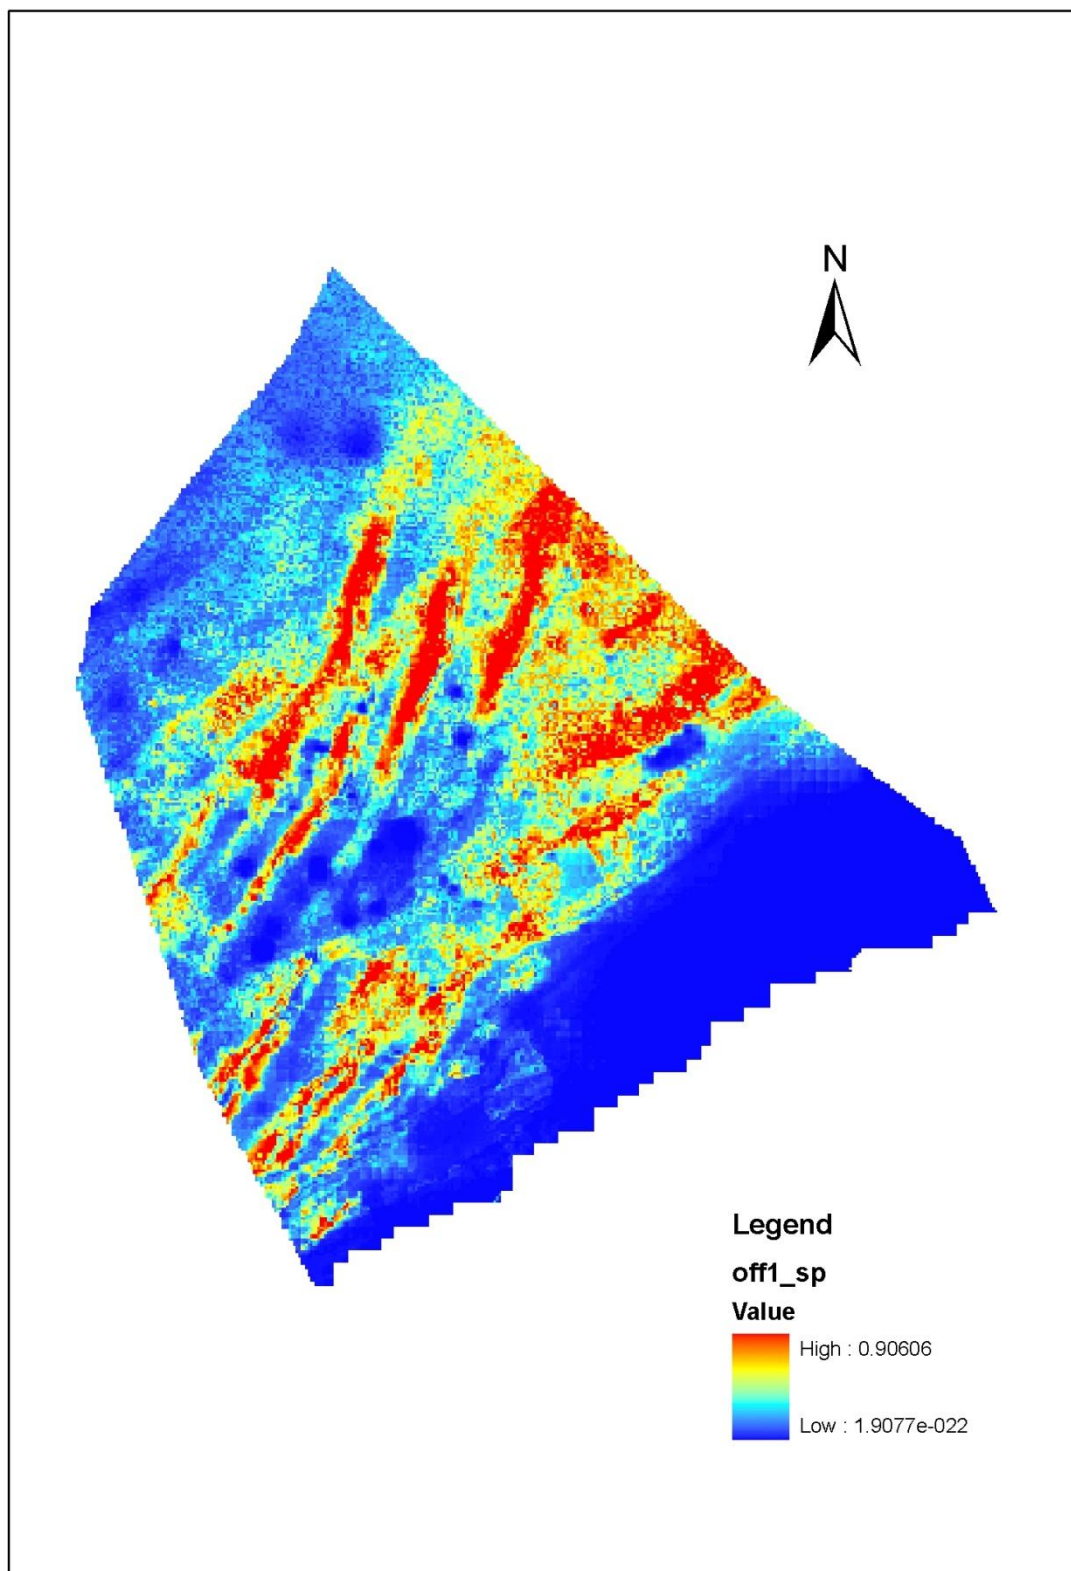 N
Legend
off1_sp
Value
High : 0.90606
Low : 1.9077e-022